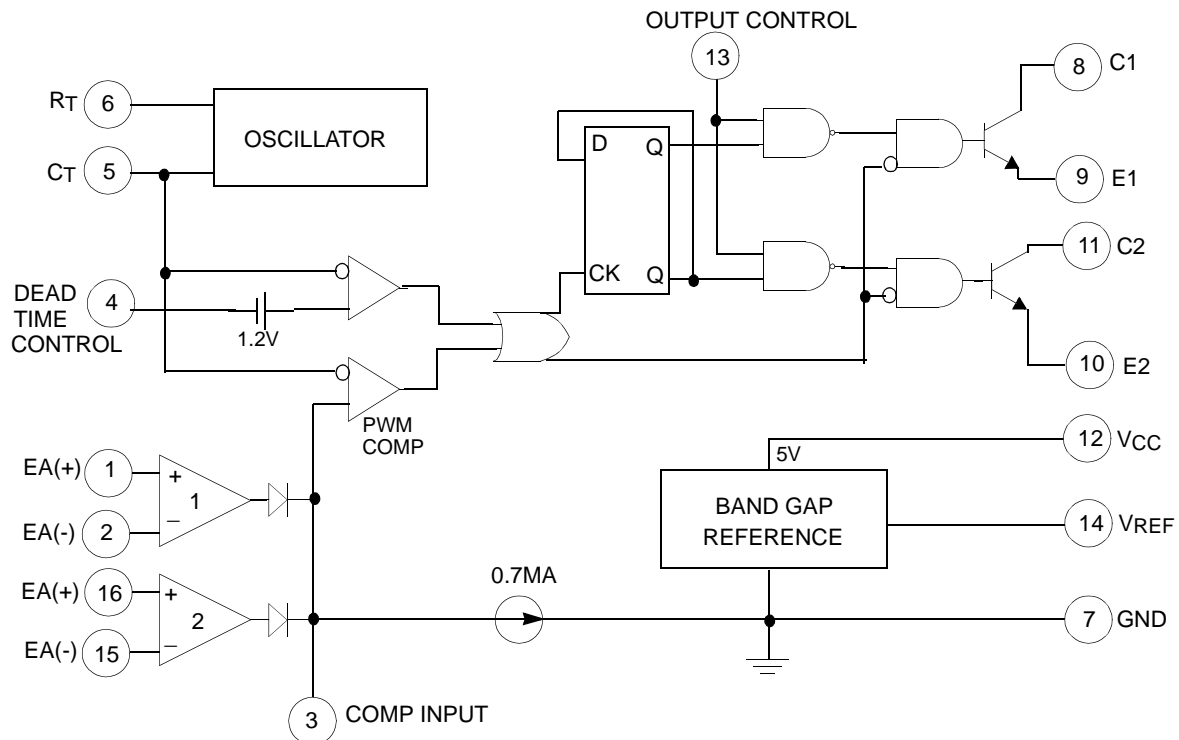 OUTPUT CONTROL
13
8 C1
RT 6
OSCILLATOR
D Q
CT 5
9 E1
11 C2
CK Q
DEAD TIME CONTROL
4
1.2V
10 E2
PWM COMP
12 VCC
5V
EA(+) 1
+
1
BAND GAP REFERENCE
14 VREF
EA(-) 2
–
EA(+) 16
+
0.7MA
2
7 GND
EA(-) 15
–
3 COMP INPUT